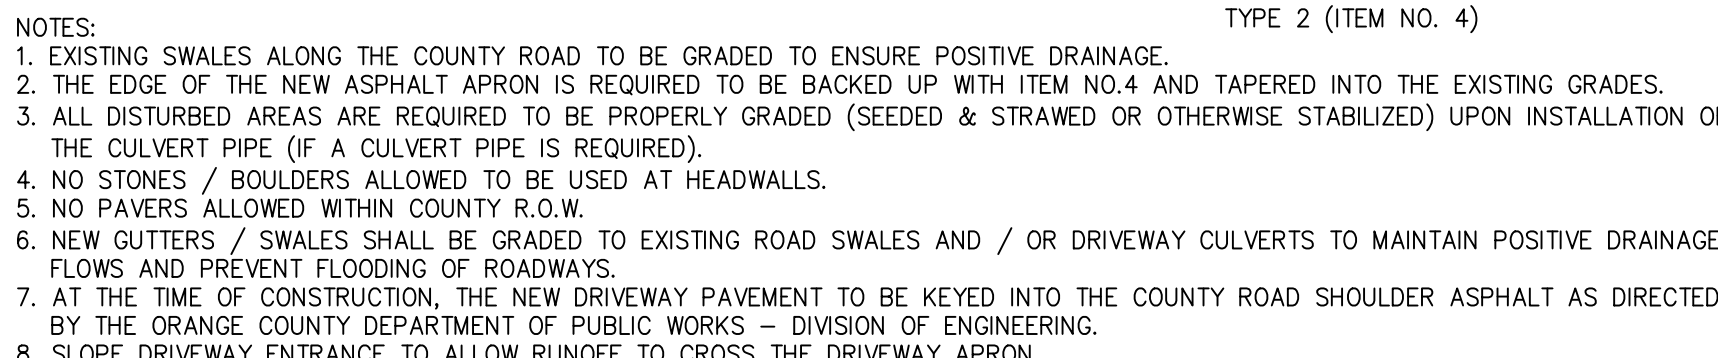 TYPE 2 (ITEM NO. 4)
NOTES:
1. EXISTING SWALES ALONG THE COUNTY ROAD TO BE GRADED TO ENSURE POSITIVE DRAINAGE.
2. THE EDGE OF THE NEW ASPHALT APRON IS REQUIRED TO BE BACKED UP WITH ITEM NO.4 AND TAPERED INTO THE EXISTING GRADES.
3. ALL DISTURBED AREAS ARE REQUIRED TO BE PROPERLY GRADED (SEEDED & STRAWED OR OTHERWISE STABILIZED) UPON INSTALLATION
THE CULVERT PIPE (IF A CULVERT PIPE IS REQUIRED).
4. NO STONES / BOULDERS ALLOWED TO BE USED AT HEADWALLS.
5. NO PAVERS ALLOWED WITHIN COUNTY R.O.W.
6. NEW GUTTERS / SWALES SHALL BE GRADED TO EXISTING ROAD SWALES AND / OR DRIVEWAY CULVERTS TO MAINTAIN POSITIVE DRAINAGE
FLOWS AND PREVENT FLOODING OF ROADWAYS.
7. AT THE TIME OF CONSTRUCTION, THE NEW DRIVEWAY PAVEMENT TO BE KEYED INTO THE COUNTY ROAD SHOULDER ASPHALT AS DIRECTED
BY THE ORANGE COUNTY DEPARTMENT OF PUBLIC WORKS – DIVISION OF ENGINEERING.
8. SLOPE DRIVEWAY ENTRANCE TO ALLOW RUNOFF TO CROSS THE DRIVEWAY APRON